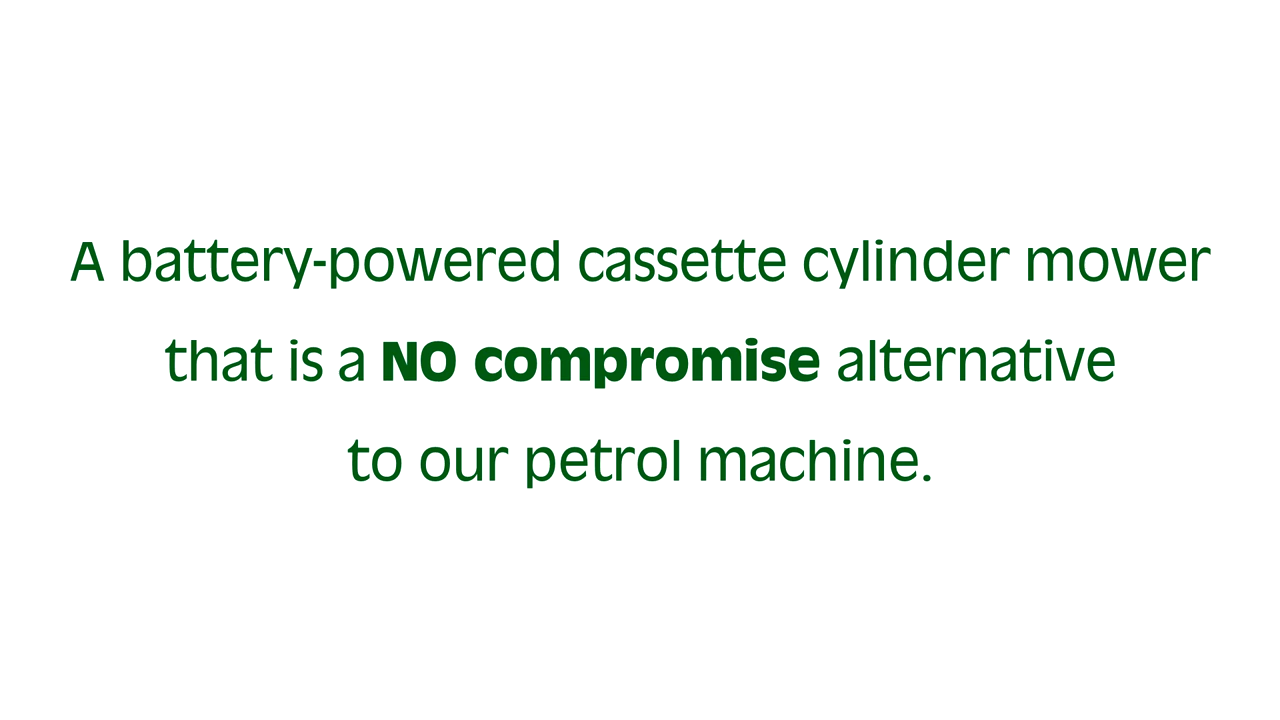 A battery-powered cassette cylinder mower
that is a NO compromise alternative
to our petrol machine.